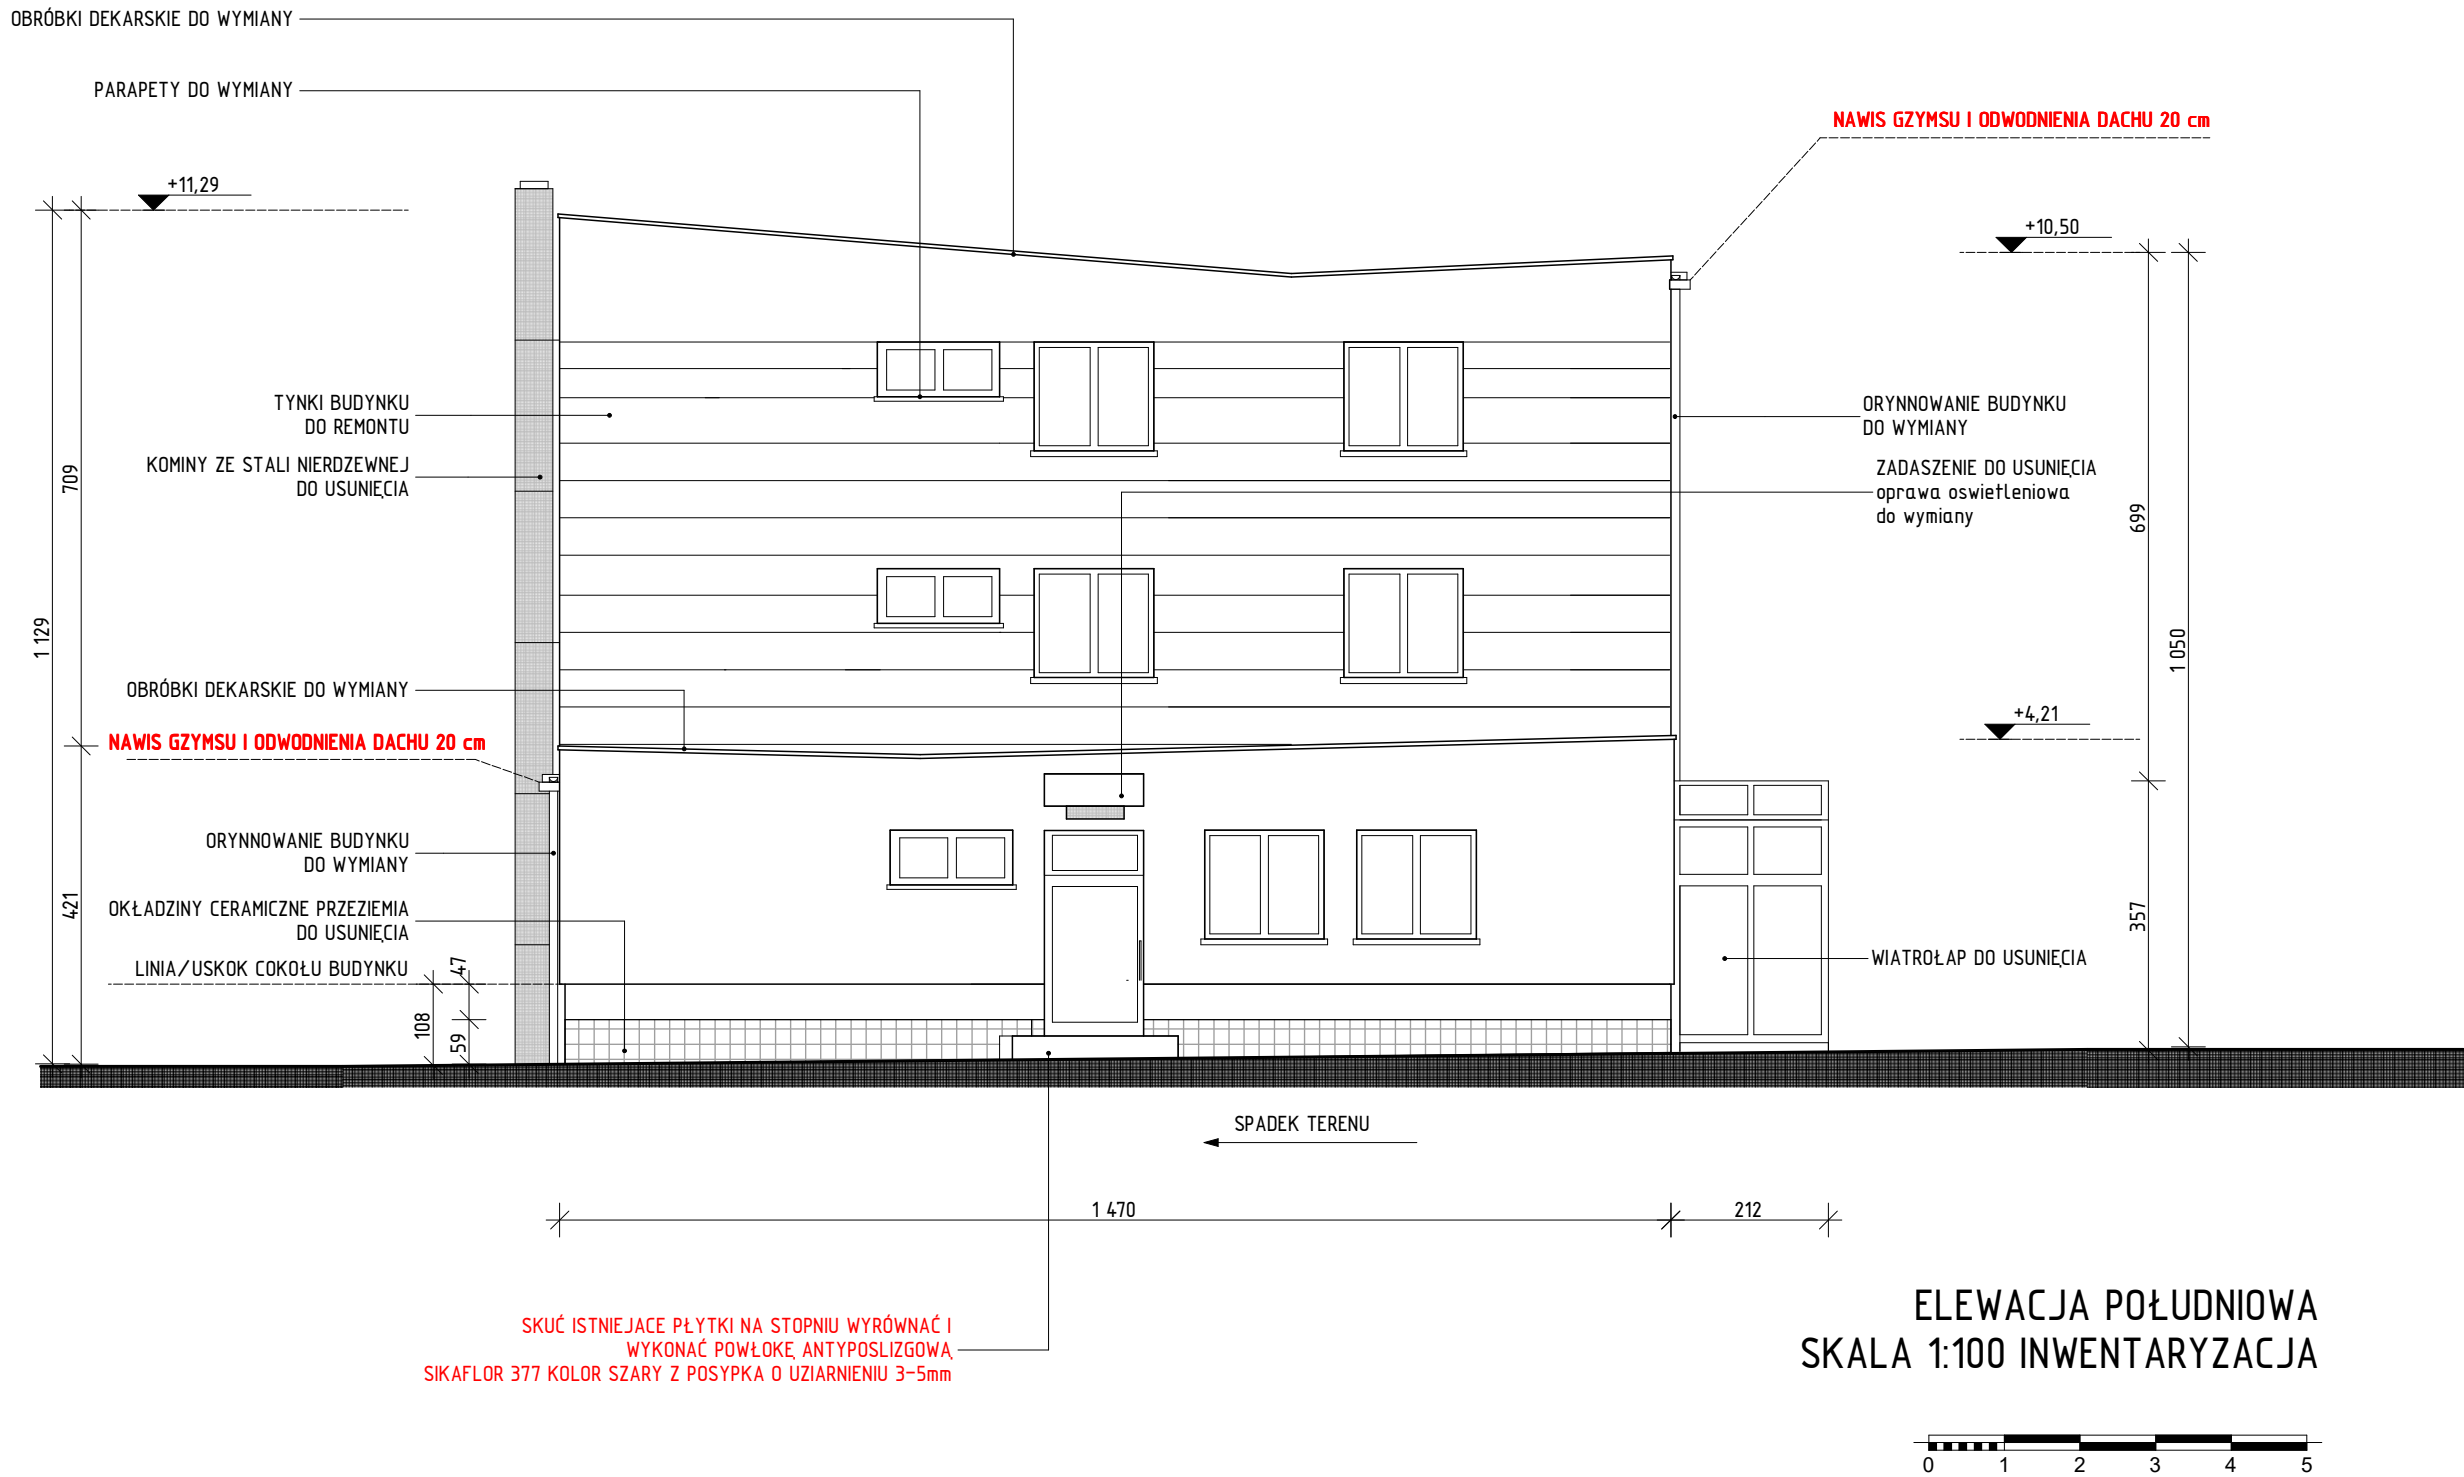 OBRÓBKI DEKARSKIE DO WYMIANY
PARAPETY DO WYMIANY
NAWIS GZYMSU I ODWODNIENIA DACHU 20 cm
+11,29
+10,50
TYNKI BUDYNKU
DO REMONTU
KOMINY ZE STALI NIERDZEWNEJ
DO USUNIĘCIA
ORYNNOWANIE BUDYNKU
DO WYMIANY
ZADASZENIE DO USUNIĘCIA
oprawa oswietleniowa
do wymiany
709
699
1 129
1 050
OBRÓBKI DEKARSKIE DO WYMIANY
+4,21
NAWIS GZYMSU I ODWODNIENIA DACHU 20 cm
ORYNNOWANIE BUDYNKU
DO WYMIANY
421
357
OKŁADZINY CERAMICZNE PRZEZIEMIA
DO USUNIĘCIA
WIATROŁAP DO USUNIĘCIA
LINIA/USKOK COKOŁU BUDYNKU
47
108
59
SPADEK TERENU
1 470
212
SKUĆ ISTNIEJACE PŁYTKI NA STOPNIU WYRÓWNAĆ I
WYKONAĆ POWŁOKĘ ANTYPOSLIZGOWĄ
SIKAFLOR 377 KOLOR SZARY Z POSYPKA O UZIARNIENIU 3-5mm
ELEWACJA POŁUDNIOWA
SKALA 1:100 INWENTARYZACJA
0 1 2 3 4 5